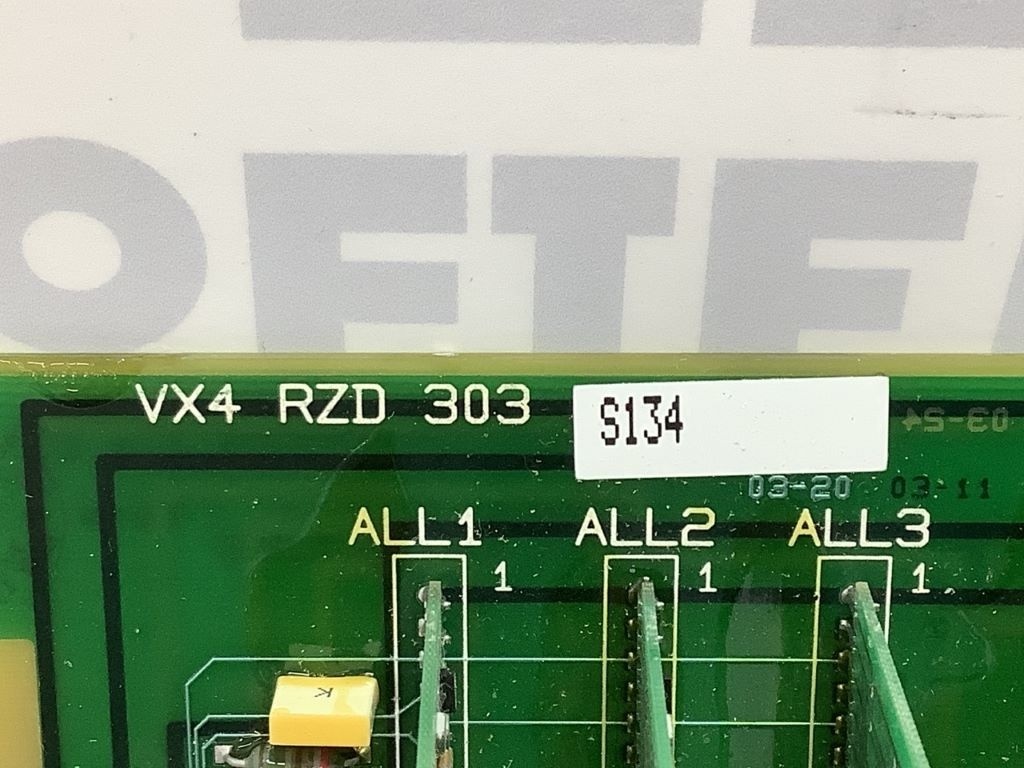 VX4 RZD 303
S134
03-20 03-11
ALL1 ALL2 ALL3
1 1 1
K